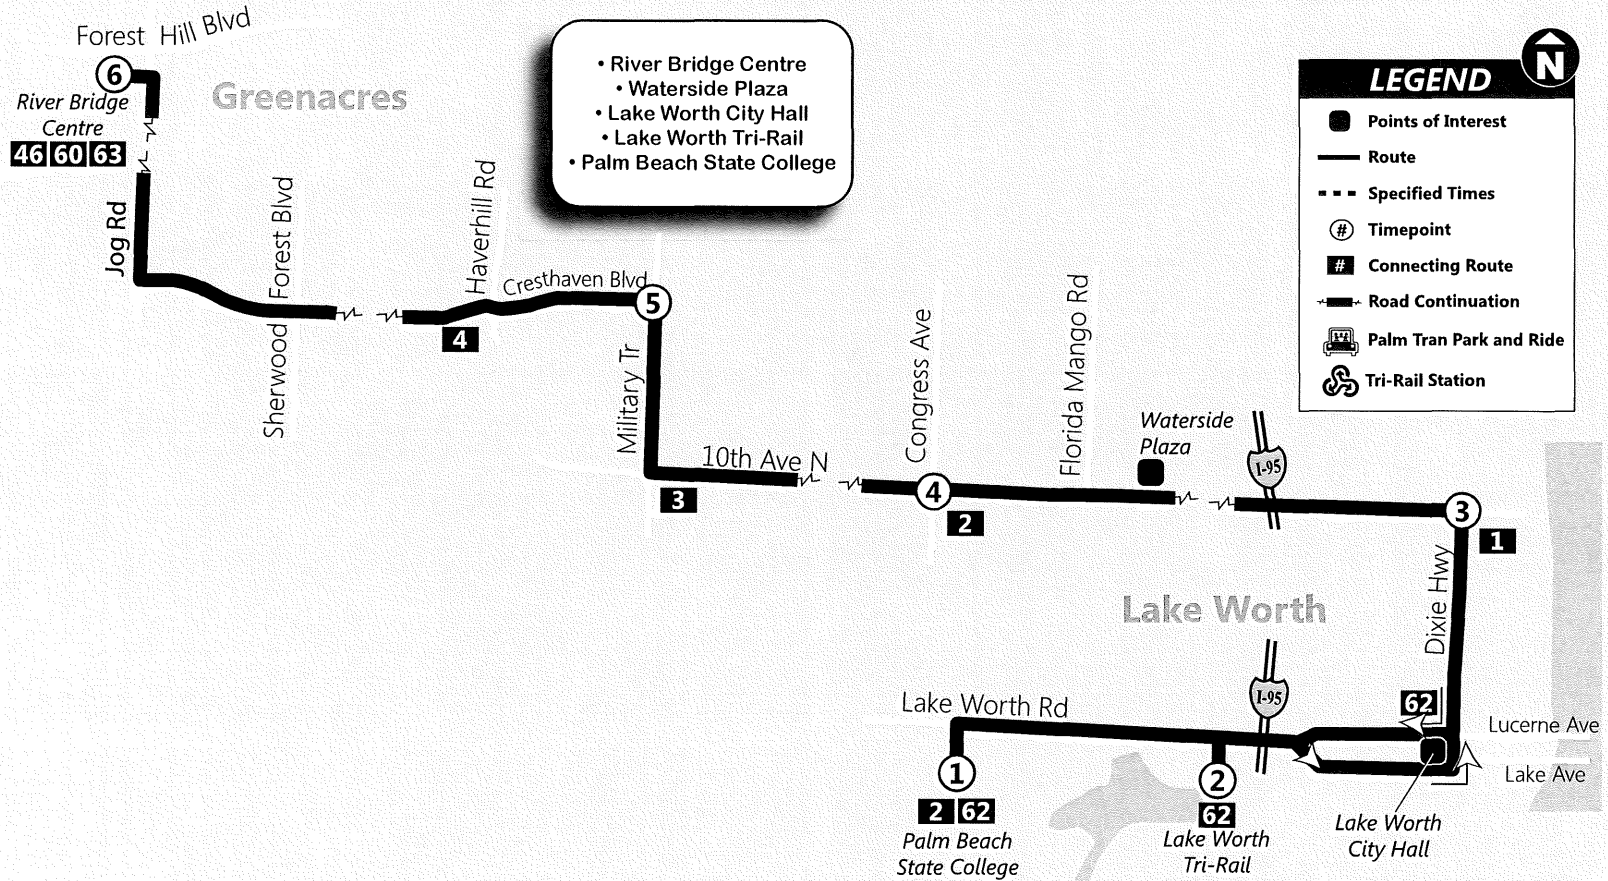 Forest Hill Blvd
6
River Bridge
Centre
46 60 63
Greenacres
• River Bridge Centre
• Waterside Plaza
• Lake Worth City Hall
• Lake Worth Tri-Rail
• Palm Beach State College
N
LEGEND
Points of Interest
Route
Specified Times
# Timepoint
# Connecting Route
Road Continuation
Palm Tran Park and Ride
Tri-Rail Station
Jog Rd
Sherwood Forest Blvd
Haverhill Rd
Cresthaven Blvd
5
4
Military Tr
10th Ave N
3
Congress Ave
4
2
Florida Mango Rd
Waterside
Plaza
I-95
3
1
Dixie Hwy
Lake Worth
Lake Worth Rd
I-95
62
Lucerne Ave
Lake Ave
1
2 62
Palm Beach
State College
2
62
Lake Worth
Tri-Rail
Lake Worth
City Hall